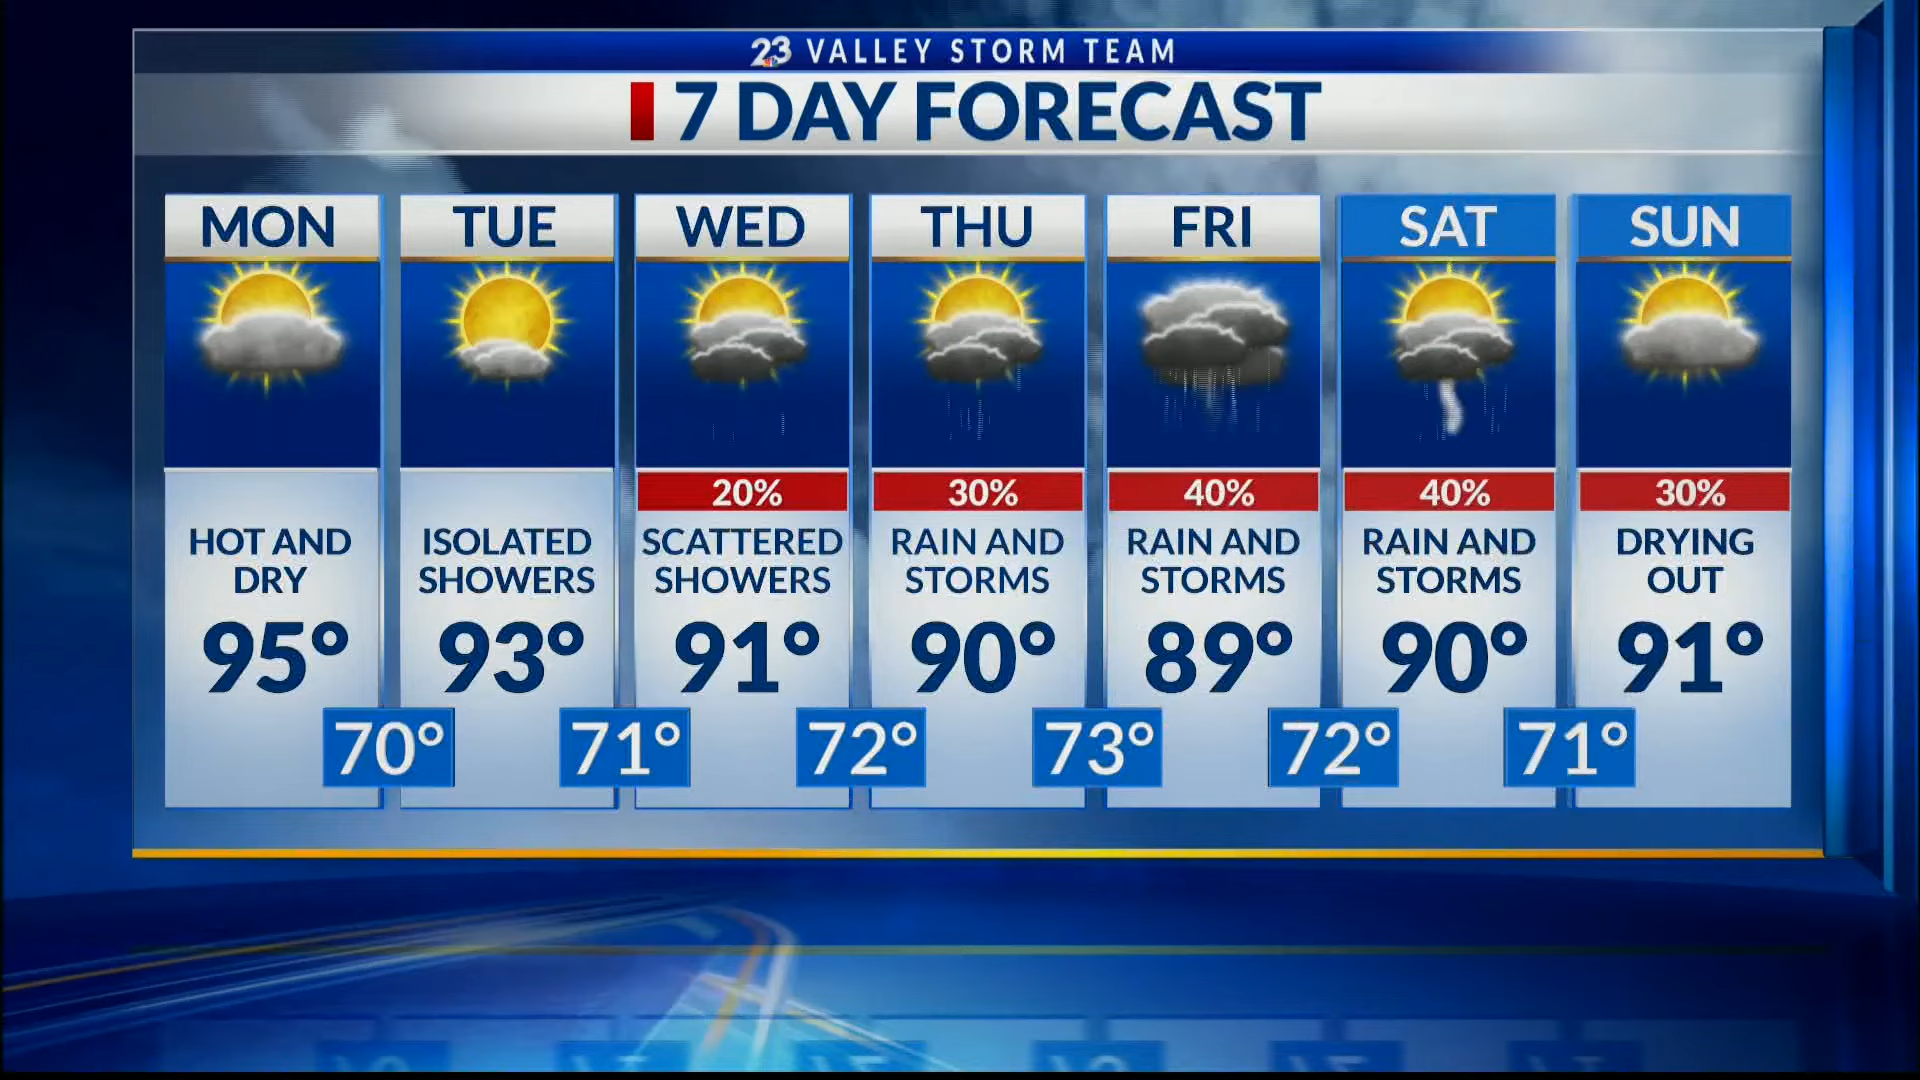 23 VALLEY STORM TEAM
7 DAY FORECAST
MON TUE WED THU FRI SAT SUN
20% 30% 40% 40% 30%
HOT AND DRY
ISOLATED SHOWERS
SCATTERED SHOWERS
RAIN AND STORMS
RAIN AND STORMS
RAIN AND STORMS
DRYING OUT
95° 93° 91° 90° 89° 90° 91°
70° 71° 72° 73° 72° 71°